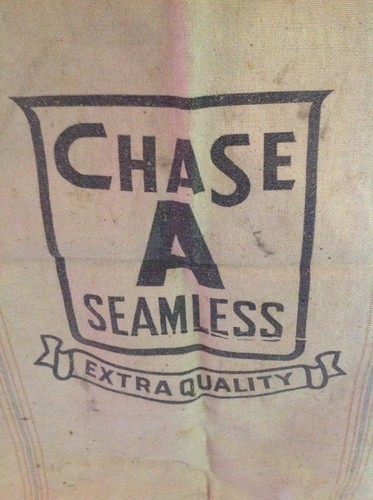 CHASE
A
SEAMLESS
EXTRA QUALITY